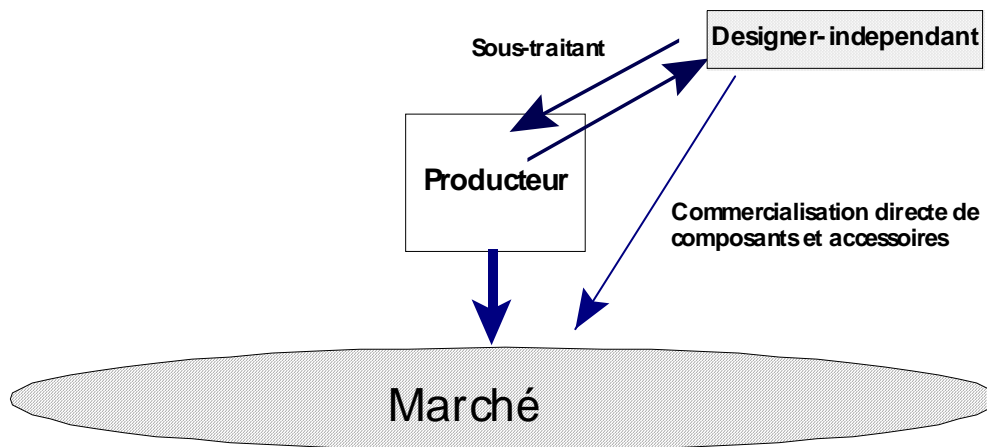 Designer-independant
Sous-traitant
Producteur
Commercialisation directe de
composants et accessoires
Marché